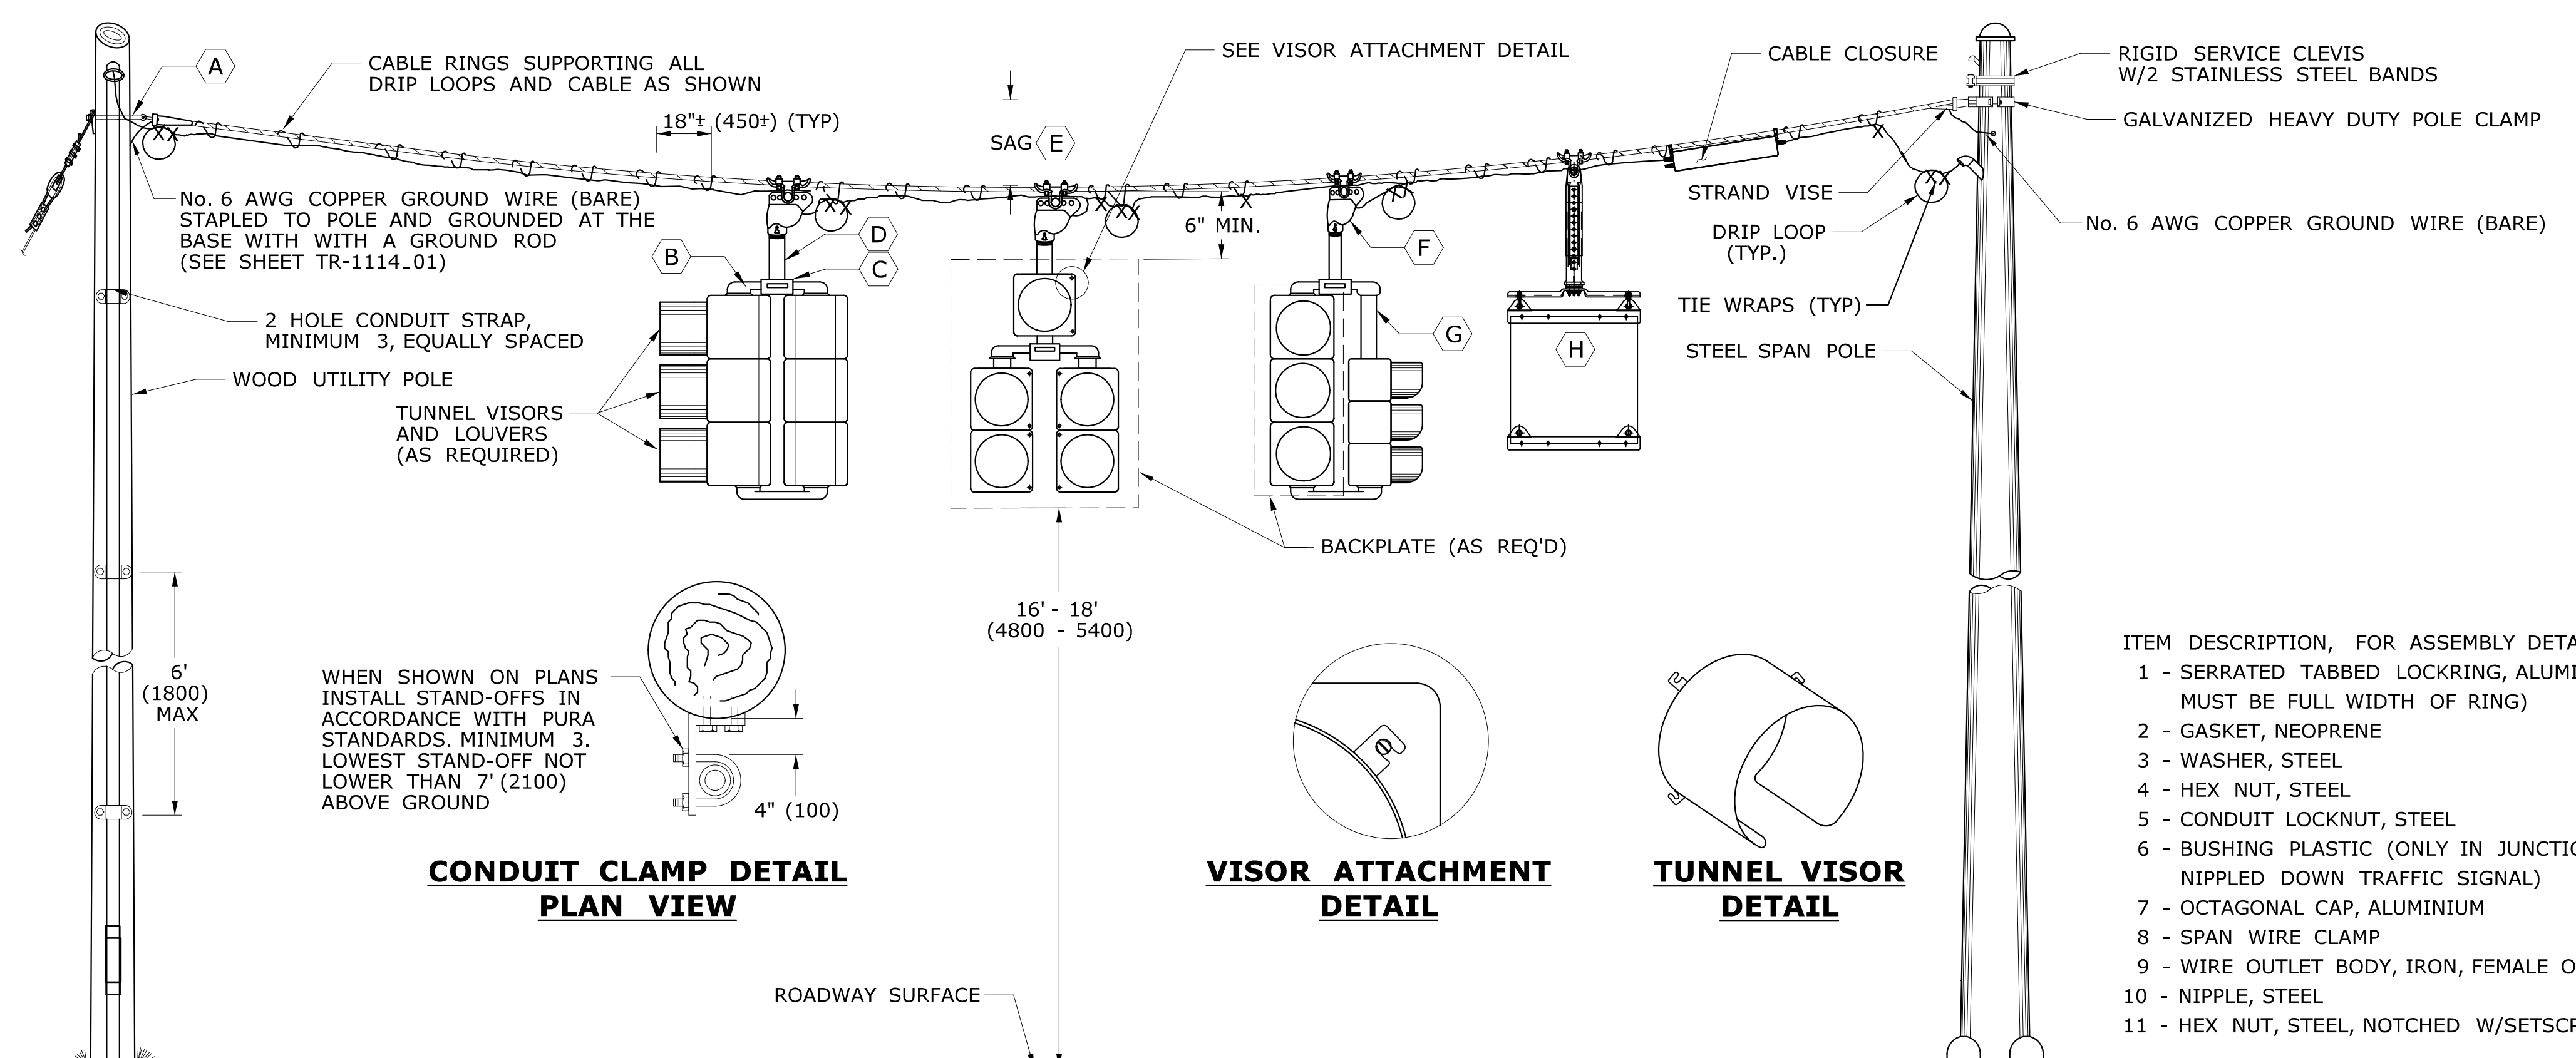 A
CABLE RINGS SUPPORTING ALL
DRIP LOOPS AND CABLE AS SHOWN
18"± (450±) (TYP)
SEE VISOR ATTACHMENT DETAIL
SAG E
CABLE CLOSURE
RIGID SERVICE CLEVIS
W/2 STAINLESS STEEL BANDS
GALVANIZED HEAVY DUTY POLE CLAMP
No. 6 AWG COPPER GROUND WIRE (BARE)
STAPLED TO POLE AND GROUNDED AT THE
BASE WITH WITH A GROUND ROD
(SEE SHEET TR-1114_01)
STRAND VISE
No. 6 AWG COPPER GROUND WIRE (BARE)
DRIP LOOP
(TYP.)
6" MIN.
D
C
B
F
G
H
TIE WRAPS (TYP)
STEEL SPAN POLE
2 HOLE CONDUIT STRAP,
MINIMUM 3, EQUALLY SPACED
WOOD UTILITY POLE
TUNNEL VISORS
AND LOUVERS
(AS REQUIRED)
BACKPLATE (AS REQ'D)
16' - 18'
(4800 - 5400)
6'
(1800)
MAX
WHEN SHOWN ON PLANS
INSTALL STAND-OFFS IN
ACCORDANCE WITH PURA
STANDARDS. MINIMUM 3.
LOWEST STAND-OFF NOT
LOWER THAN 7' (2100)
ABOVE GROUND
4" (100)
CONDUIT CLAMP DETAIL
PLAN VIEW
VISOR ATTACHMENT
DETAIL
TUNNEL VISOR
DETAIL
ROADWAY SURFACE
ITEM DESCRIPTION, FOR ASSEMBLY DETA
1 - SERRATED TABBED LOCKRING, ALUMI
MUST BE FULL WIDTH OF RING)
2 - GASKET, NEOPRENE
3 - WASHER, STEEL
4 - HEX NUT, STEEL
5 - CONDUIT LOCKNUT, STEEL
6 - BUSHING PLASTIC (ONLY IN JUNCTIO
NIPPLED DOWN TRAFFIC SIGNAL)
7 - OCTAGONAL CAP, ALUMINIUM
8 - SPAN WIRE CLAMP
9 - WIRE OUTLET BODY, IRON, FEMALE O
10 - NIPPLE, STEEL
11 - HEX NUT, STEEL, NOTCHED W/SETSCR